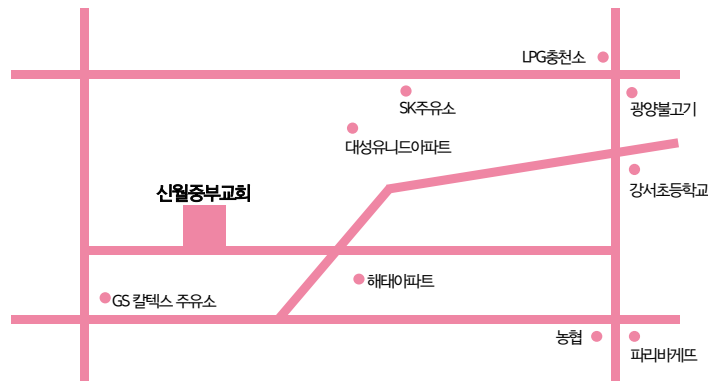 LPG충천소
SK주유소
광양불고기
대성유니드아파트
강서초등학교
신월중부교회
해태아파트
GS 칼텍스 주유소
농협
파리바게뜨